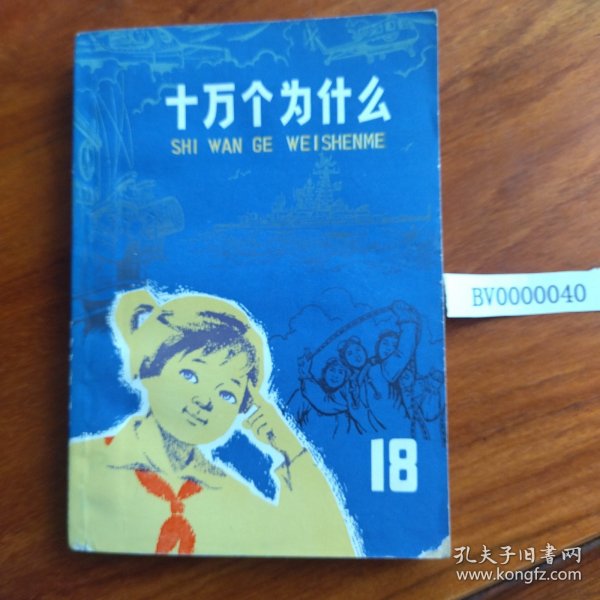 十万个为什么
SHI WAN GE WEISHENME
BV0000040
18
孔夫子旧书网
www.kongfz.com